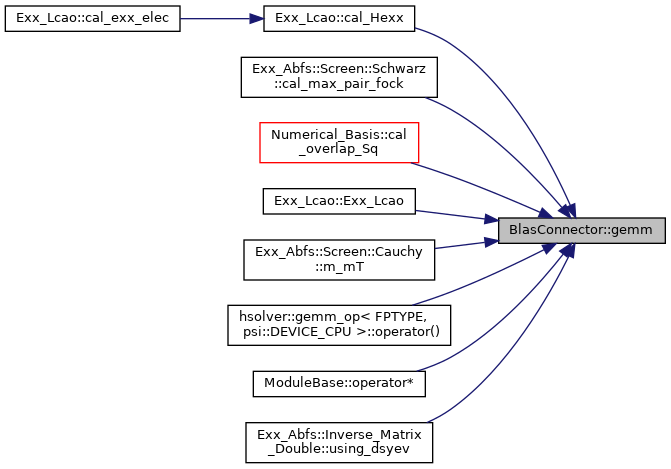 Exx_Lcao::cal_exx_elec
Exx_Lcao::cal_Hexx
Exx_Abfs::Screen::Schwarz
::cal_max_pair_fock
Numerical_Basis::cal
_overlap_Sq
Exx_Lcao::Exx_Lcao
BlasConnector::gemm
Exx_Abfs::Screen::Cauchy
::m_mT
hsolver::gemm_op< FPTYPE,
psi::DEVICE_CPU >::operator()
ModuleBase::operator*
Exx_Abfs::Inverse_Matrix
_Double::using_dsyev